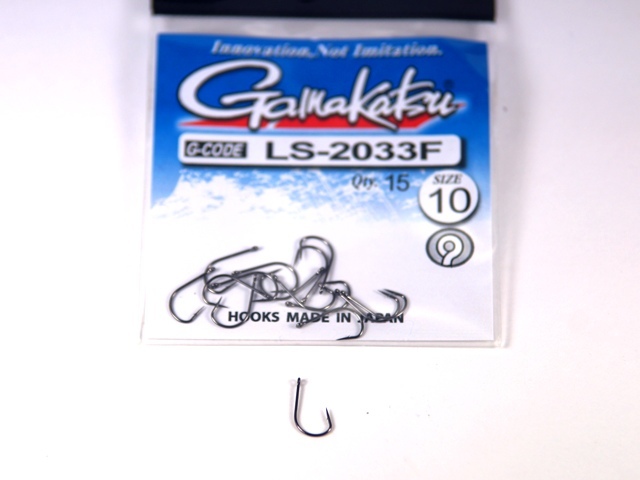 Innovation, Not Imitation.
Gamakatsu®
G-CODE LS-2033F
Qty. 15
SIZE
10
HOOKS MADE IN JAPAN